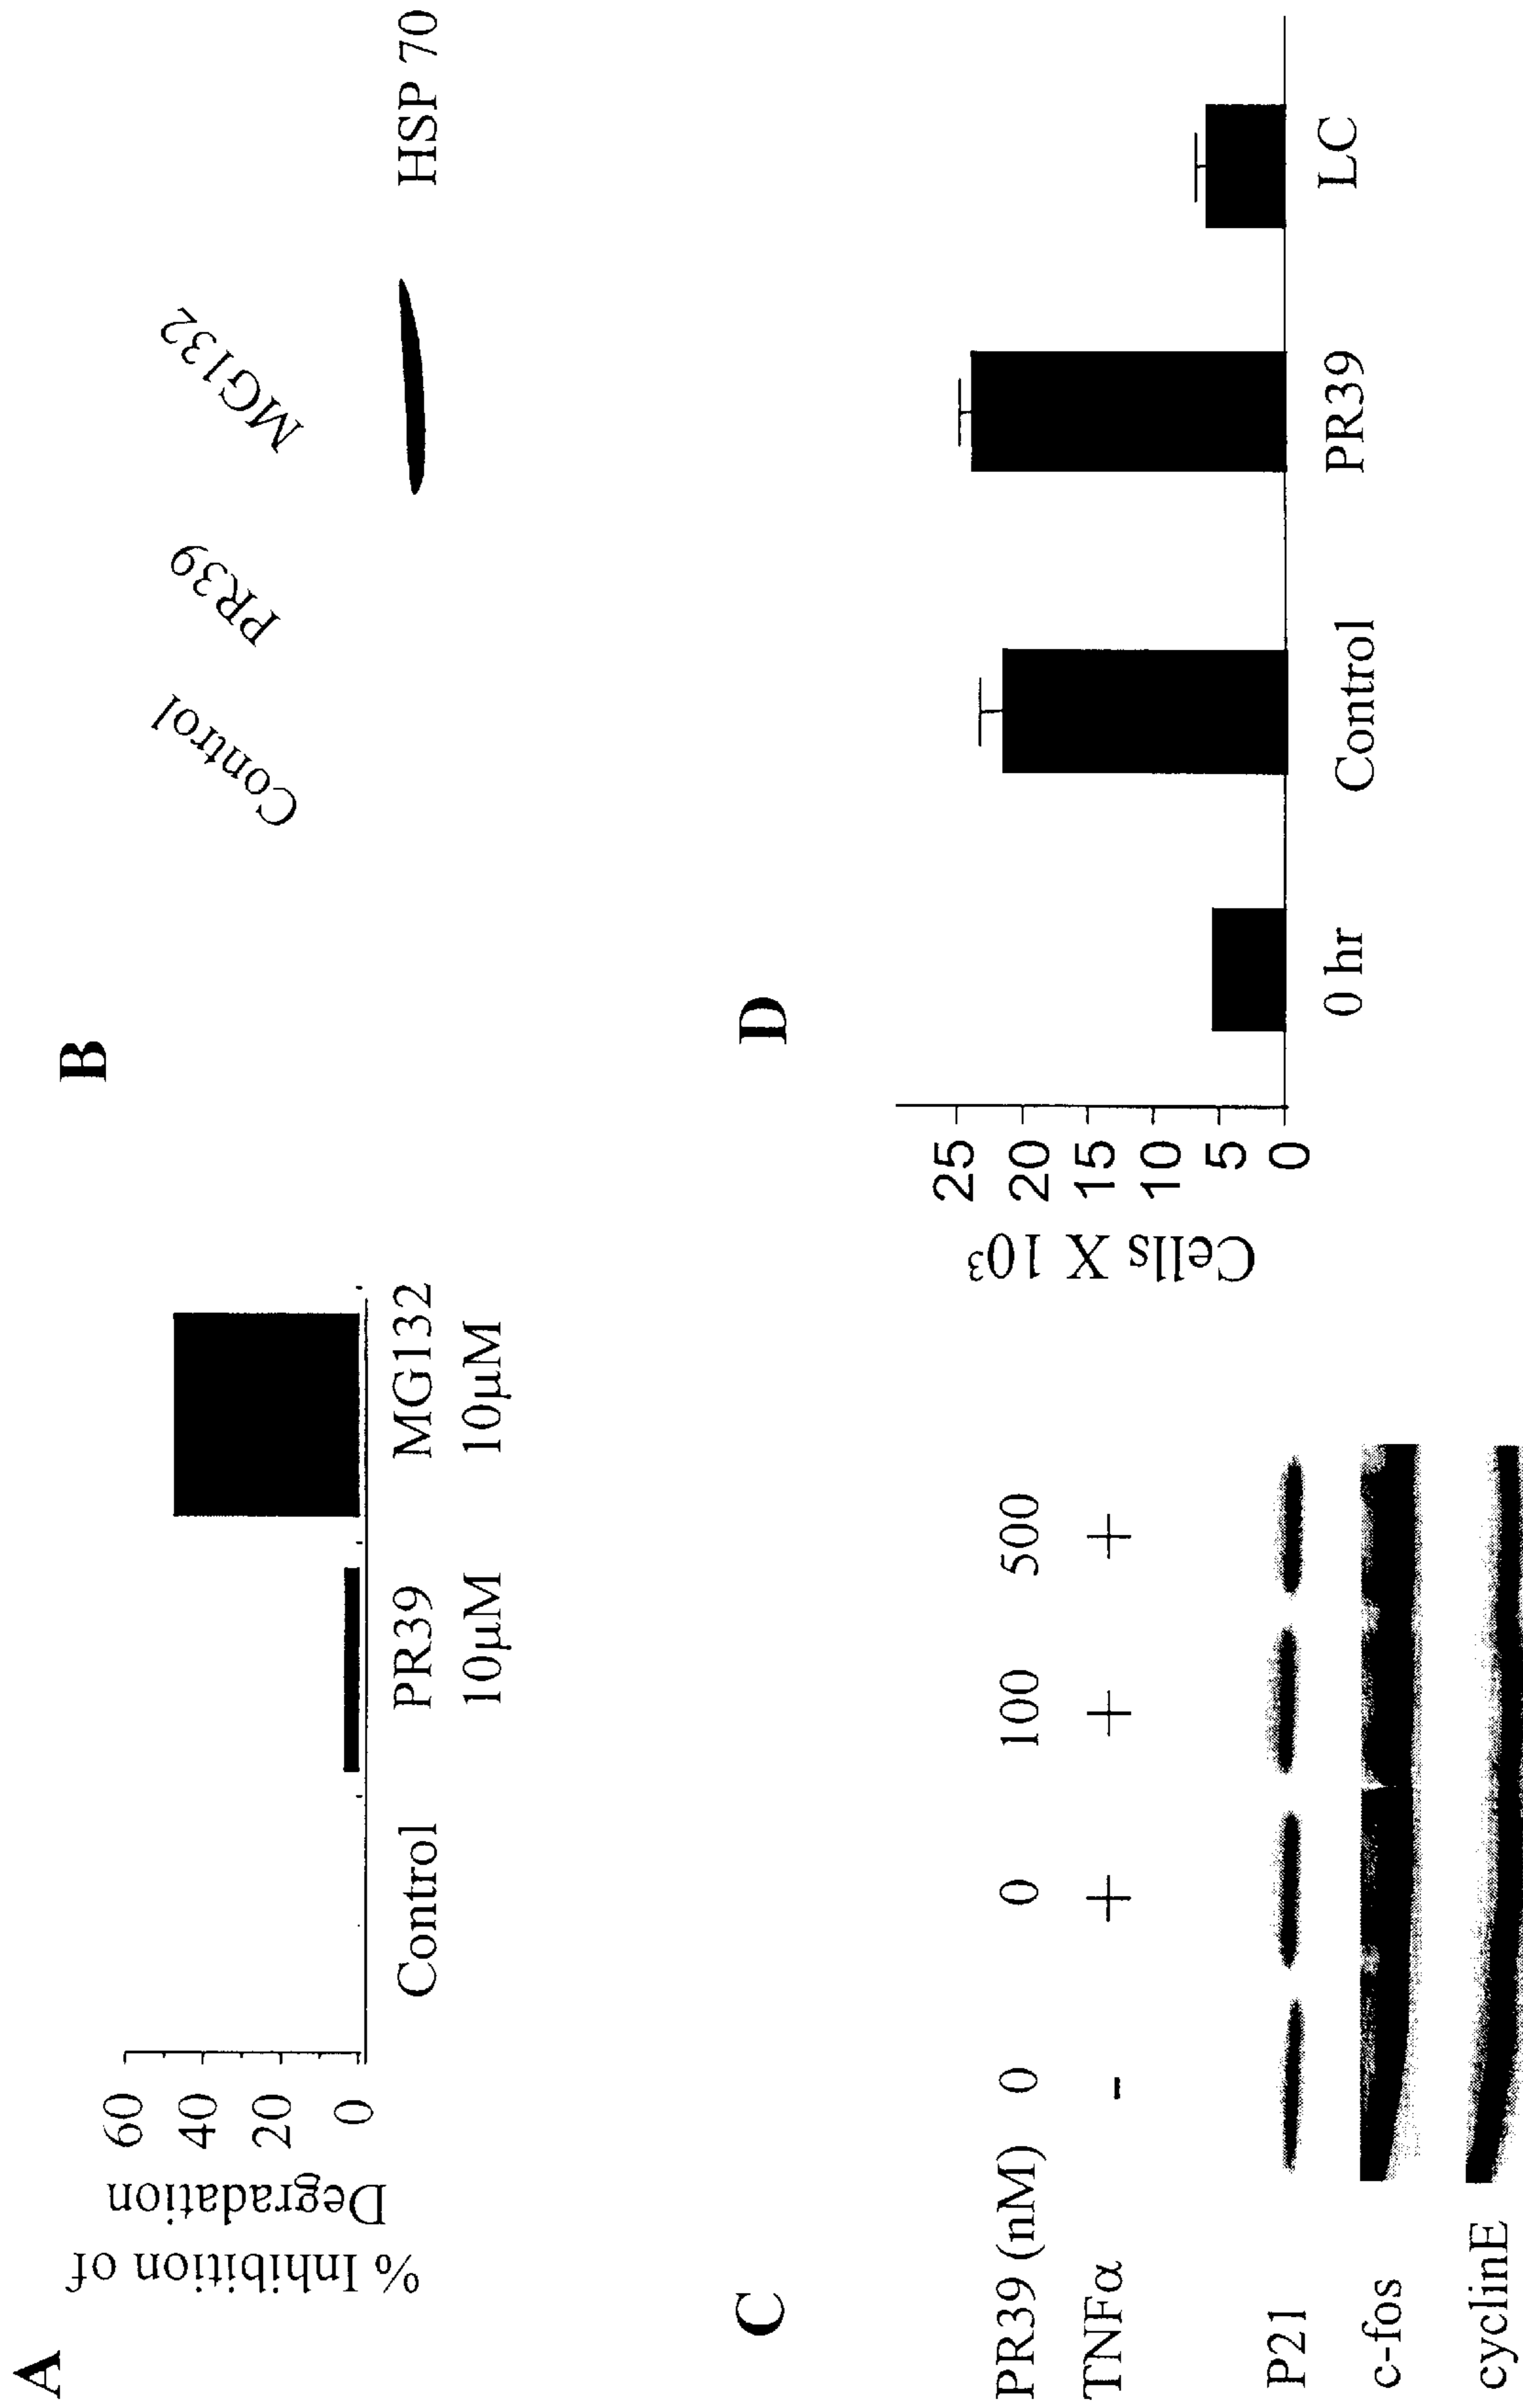 A
% Inhibition of
Degradation
60
40
20
0
Control
PR39
10µM
MG132
10µM
B
Control
PR39
MG132
HSP 70
C
PR39 (nM) 0 0 100 500
TNFα - + + +
P21
c-fos
cyclinE
D
Cells X 10³
25
20
15
10
5
0
0 hr
Control
PR39
LC